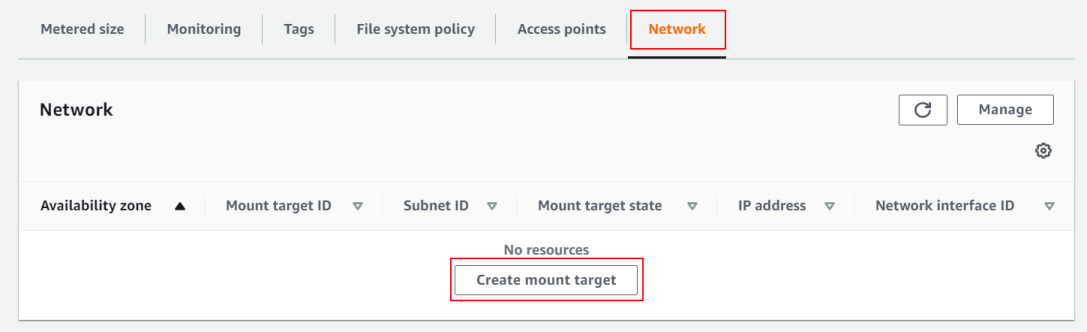 Metered size Monitoring Tags File system policy Access points Network
Network
Manage
Availability zone Mount target ID Subnet ID Mount target state IP address Network interface ID
No resources
Create mount target